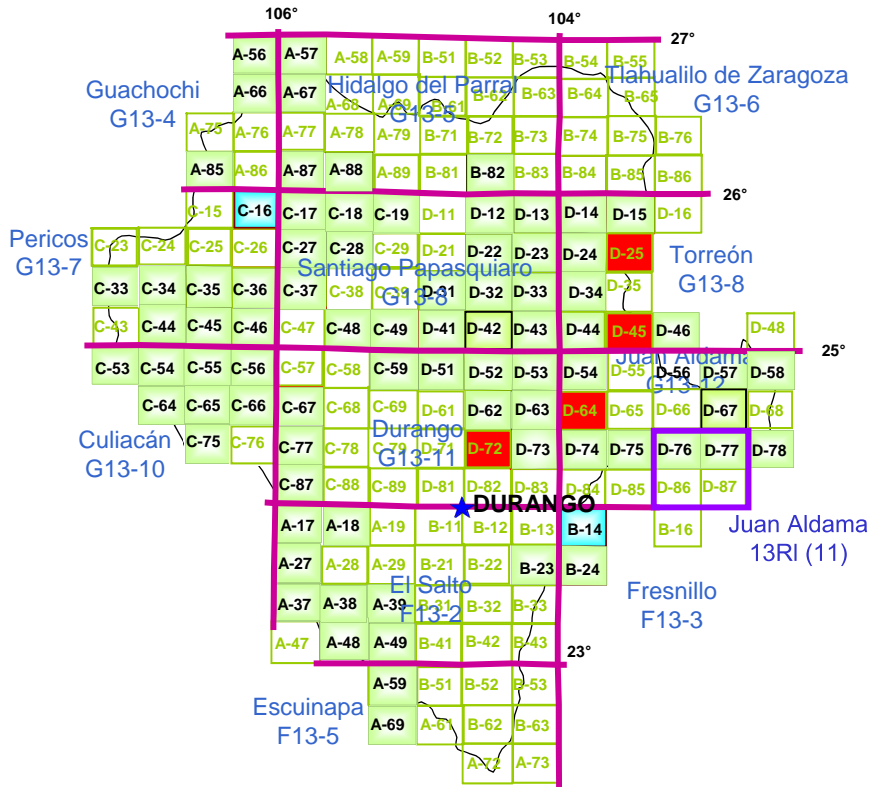 106°
104°
27°
A-56 A-57 A-58 A-59 B-51 B-52 B-53 B-54 B-55
Guachochi
G13-4
Hidalgo del Parral
G13-5
Tlahualilo de Zaragoza
G13-6
A-66 A-67 A-68 A-69 B-61 B-62 B-63 B-64 B-65
A-75 A-76 A-77 A-78 A-79 B-71 B-72 B-73 B-74 B-75 B-76
A-85 A-86 A-87 A-88 A-89 B-81 B-82 B-83 B-84 B-85 B-86
26°
C-15 C-16 C-17 C-18 C-19 D-11 D-12 D-13 D-14 D-15 D-16
Pericos
G13-7
C-23 C-24 C-25 C-26 C-27 C-28 C-29 D-21 D-22 D-23 D-24 D-25
Torreón
G13-8
Santiago Papasquiaro
G13-8
C-33 C-34 C-35 C-36 C-37 C-38 C-39 D-31 D-32 D-33 D-34 D-35
C-43 C-44 C-45 C-46 C-47 C-48 C-49 D-41 D-42 D-43 D-44 D-45 D-46 D-48
25°
Juan Aldama
G13-12
C-53 C-54 C-55 C-56 C-57 C-58 C-59 D-51 D-52 D-53 D-54 D-55 D-56 D-57 D-58
C-64 C-65 C-66 C-67 C-68 C-69 D-61 D-62 D-63 D-64 D-65 D-66 D-67 D-68
Culiacán
G13-10
Durango
G13-11
C-75 C-76 C-77 C-78 C-79 D-71 D-72 D-73 D-74 D-75 D-76 D-77 D-78
C-87 C-88 C-89 D-81 D-82 D-83 D-84 D-85 D-86 D-87
DURANGO
A-17 A-18 A-19 B-11 B-12 B-13 B-14 B-16
Juan Aldama
13RI (11)
A-27 A-28 A-29 B-21 B-22 B-23 B-24
El Salto
F13-2
Fresnillo
F13-3
A-37 A-38 A-39 B-31 B-32 B-33
A-47 A-48 A-49 B-41 B-42 B-43
23°
A-59 B-51 B-52 B-53
Escuinapa
F13-5
A-69 A-61 B-62 B-63
A-72 A-73